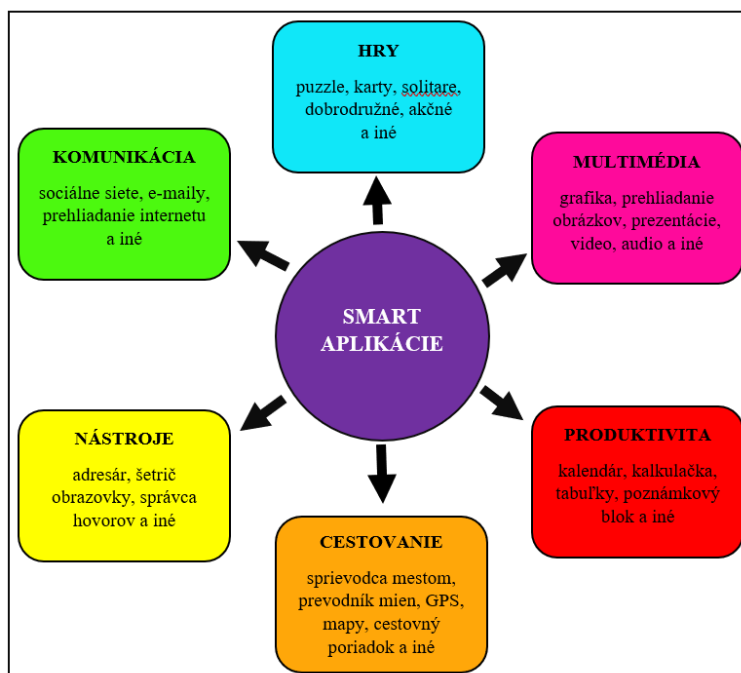 HRY
puzzle, karty, solitare,
dobrodružné, akčné
a iné
KOMUNIKÁCIA
sociálne siete, e-maily,
prehliadanie internetu
a iné
MULTIMÉDIA
grafika, prehliadanie
obrázkov, prezentácie,
video, audio a iné
SMART
APLIKÁCIE
NÁSTROJE
adresár, šetrič
obrazovky, správca
hovorov a iné
PRODUKTIVITA
kalendár, kalkulačka,
tabuľky, poznámkový
blok a iné
CESTOVANIE
sprievodca mestom,
prevodník mien, GPS,
mapy, cestovný
poriadok a iné